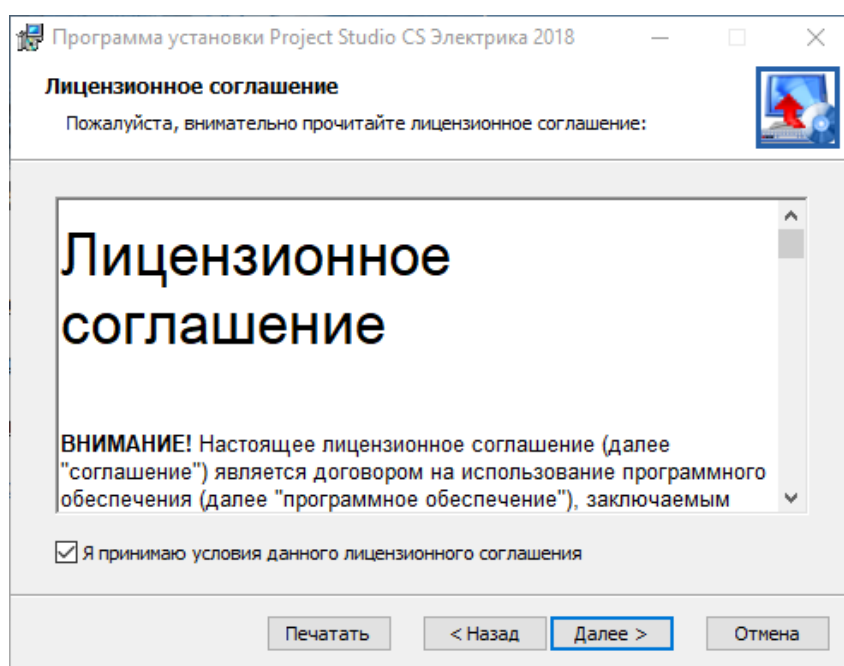 Программа установки Project Studio CS Электрика 2018
Лицензионное соглашение
Пожалуйста, внимательно прочитайте лицензионное соглашение:
Лицензионное
соглашение
ВНИМАНИЕ! Настоящее лицензионное соглашение (далее
"соглашение") является договором на использование программного
обеспечения (далее "программное обеспечение"), заключаемым
Я принимаю условия данного лицензионного соглашения
Печатать
< Назад
Далее >
Отмена